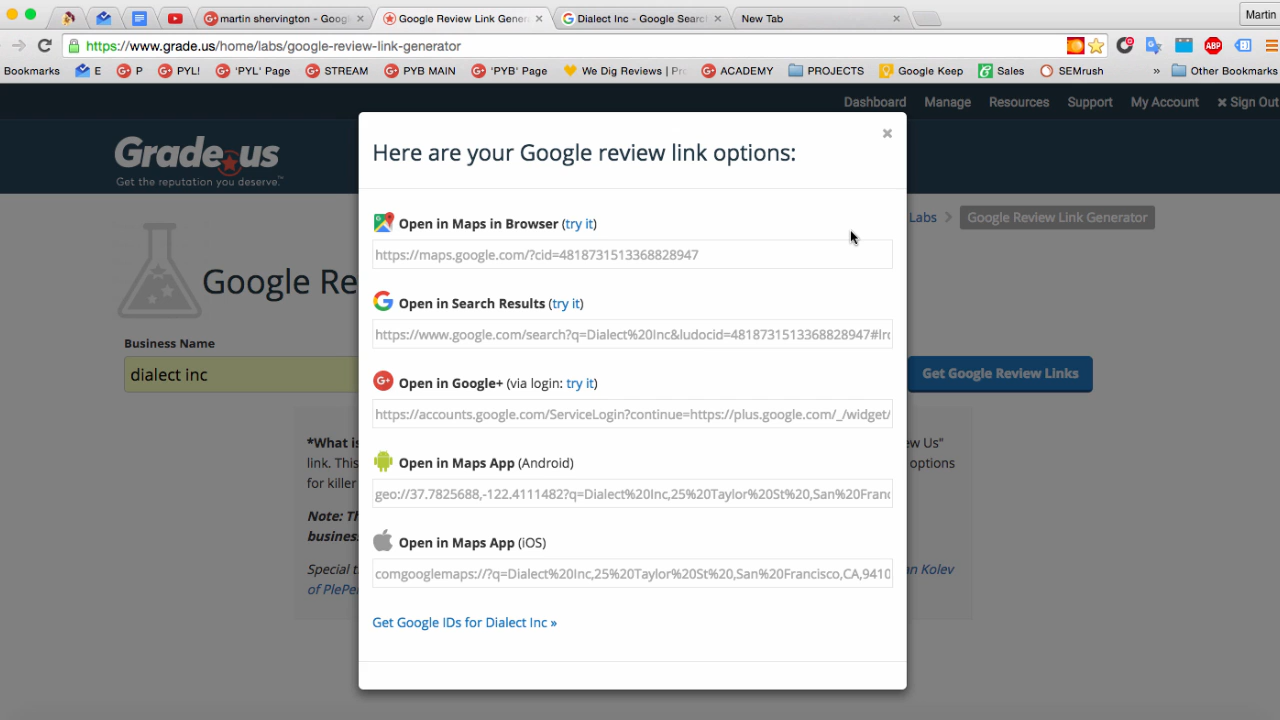 martin shervington - Goog
Google Review Link Gene
Dialect Inc - Google Searc
New Tab
Martin
https://www.grade.us/home/labs/google-review-link-generator
ABP
Bookmarks
E
P
PYL!
'PYL' Page
STREAM
PYB MAIN
'PYB' Page
We Dig Reviews | Pr
ACADEMY
PROJECTS
Google Keep
Sales
SEMrush
»
Other Bookmarks
Dashboard
Manage
Resources
Support
My Account
× Sign Out
Grade us
Get the reputation you deserve.™
Here are your Google review link options:
×
Labs
Google Review Link Generator
Open in Maps in Browser (try it)
https://maps.google.com/?cid=4818731513368828947
Google Re
Open in Search Results (try it)
https://www.google.com/search?q=Dialect%20Inc&ludocid=4818731513368828947#lr
Business Name
dialect inc
Get Google Review Links
Open in Google+ (via login: try it)
https://accounts.google.com/ServiceLogin?continue=https://plus.google.com/_/widget/
*What is
ew Us"
link. This
options
for killer
Open in Maps App (Android)
geo://37.7825688,-122.4111482?q=Dialect%20Inc,25%20Taylor%20St%20,San%20Franc
Note: Th
busines
Open in Maps App (iOS)
comgooglemaps://?q=Dialect%20Inc,25%20Taylor%20St%20,San%20Francisco,CA,9410
Special t
an Kolev
of PlePe
Get Google IDs for Dialect Inc »